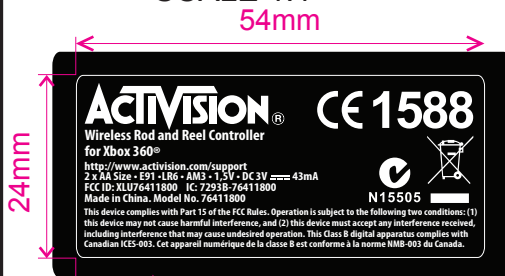 54mm
24mm
ACTIVISION®
CE 1588
Wireless Rod and Reel Controller
for Xbox 360®
http://www.activision.com/support
2 x AA Size • E91 •LR6 • AM3 • 1,5V • DC 3V 43mA
FCC ID: XLU76411800 IC: 7293B-76411800
Made in China. Model No. 76411800
N15505
This device complies with Part 15 of the FCC Rules. Operation is subject to the following two conditions: (1)
this device may not cause harmful interference, and (2) this device must accept any interference received,
including interference that may cause undesired operation. This Class B digital apparatus complies with
Canadian ICES-003. Cet appareil numérique de la classe B est conforme à la norme NMB-003 du Canada.